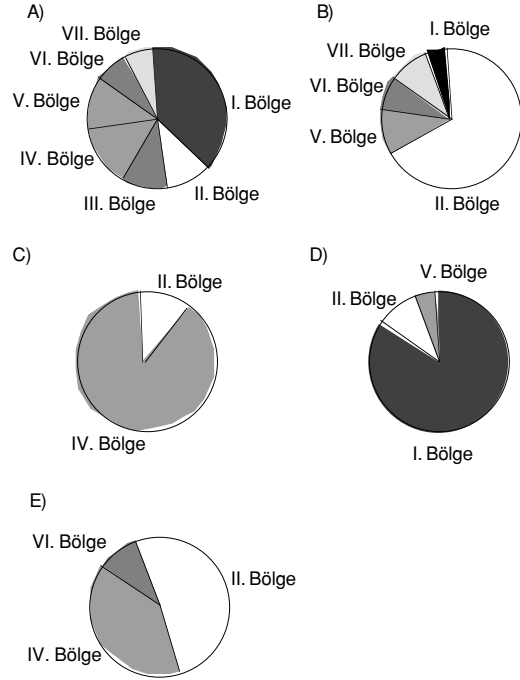 A)
VII. Bölge
VI. Bölge
V. Bölge
IV. Bölge
III. Bölge
II. Bölge
I. Bölge
B)
I. Bölge
VII. Bölge
VI. Bölge
V. Bölge
II. Bölge
C)
II. Bölge
IV. Bölge
D)
V. Bölge
II. Bölge
I. Bölge
E)
VI. Bölge
II. Bölge
IV. Bölge